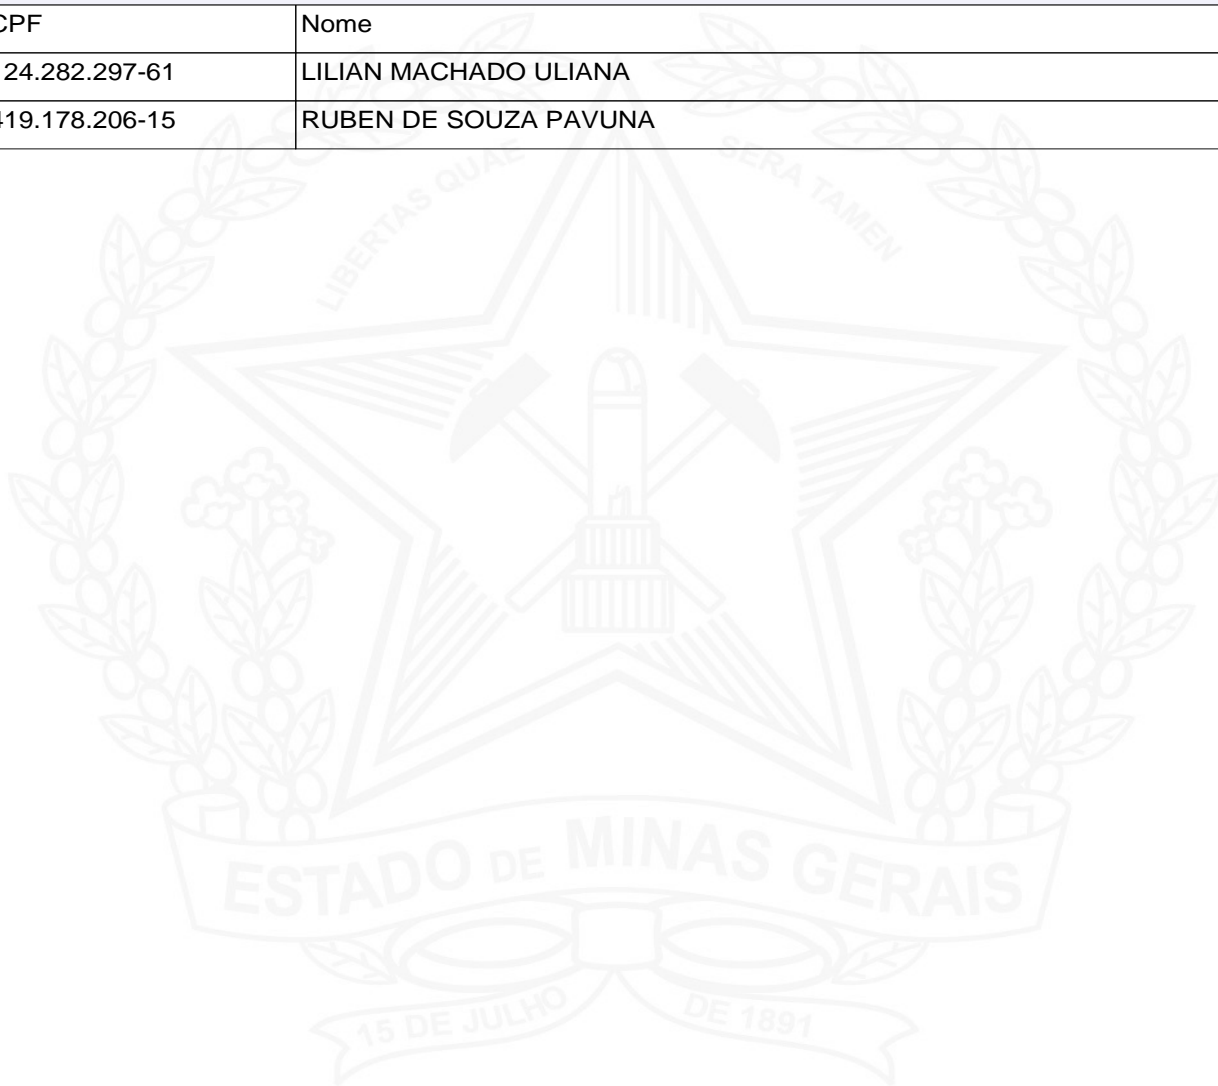 CPF Nome
24.282.297-61 LILIAN MACHADO ULIANA
419.178.206-15 RUBEN DE SOUZA PAVUNA
LIBERTAS QUAE SERA TAMEN
ESTADO DE MINAS GERAIS
15 DE JULHO DE 1891